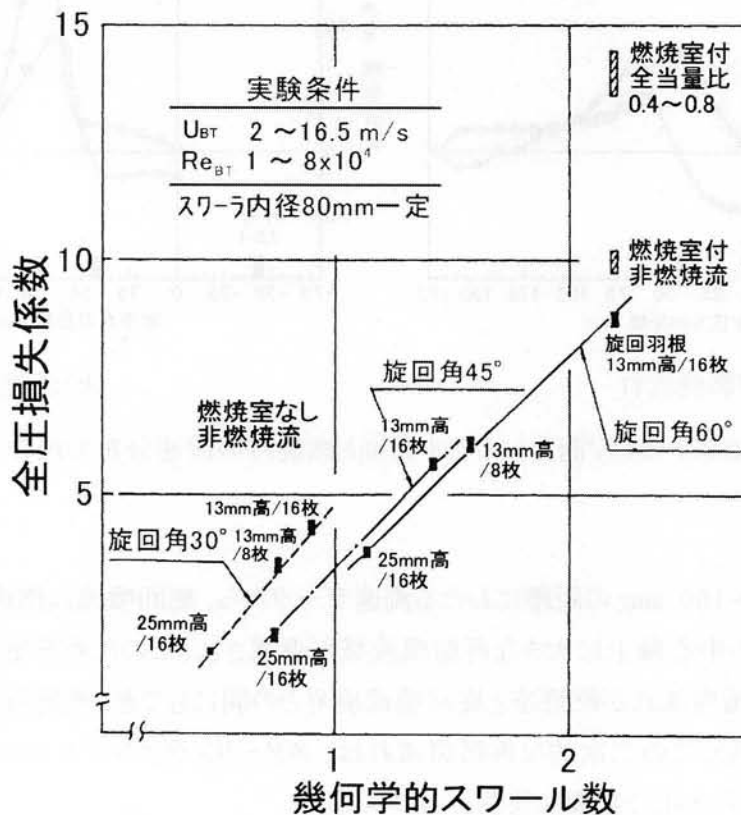 15
10
5
全圧損失係数
実験条件
UBT 2 ～16.5 m/s
ReBT 1 ～ 8x10⁴
スワーラ内径80mm一定
燃焼室付
全当量比
0.4～0.8
燃焼室付
非燃焼流
旋回羽根
13mm高/16枚
旋回角45°
旋回角60°
燃焼室なし
非燃焼流
13mm高
/16枚
13mm高
/8枚
13mm高/16枚
13mm高
/8枚
旋回角30°
25mm高
/16枚
25mm高
/16枚
25mm高
/16枚
1
2
幾何学的スワール数